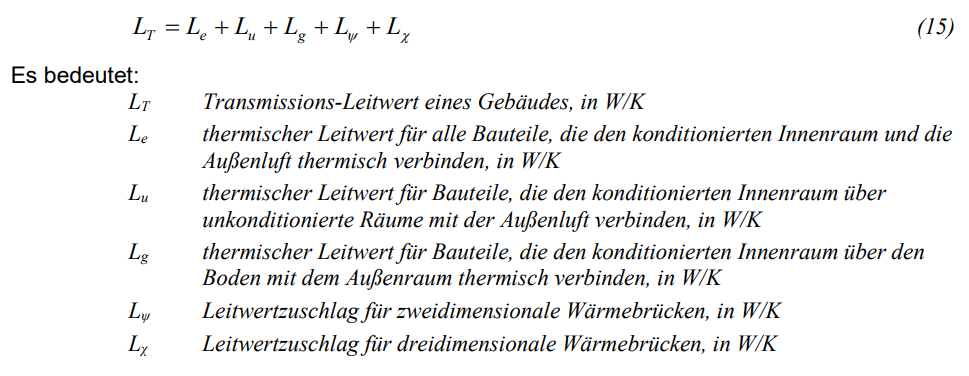 L_T = L_e + L_u + L_g + L_ψ + L_χ (15)
Es bedeutet:
L_T Transmissions-Leitwert eines Gebäudes, in W/K
L_e thermischer Leitwert für alle Bauteile, die den konditionierten Innenraum und die
Außenluft thermisch verbinden, in W/K
L_u thermischer Leitwert für Bauteile, die den konditionierten Innenraum über
unkonditionierte Räume mit der Außenluft verbinden, in W/K
L_g thermischer Leitwert für Bauteile, die den konditionierten Innenraum über den
Boden mit dem Außenraum thermisch verbinden, in W/K
L_ψ Leitwertzuschlag für zweidimensionale Wärmebrücken, in W/K
L_χ Leitwertzuschlag für dreidimensionale Wärmebrücken, in W/K